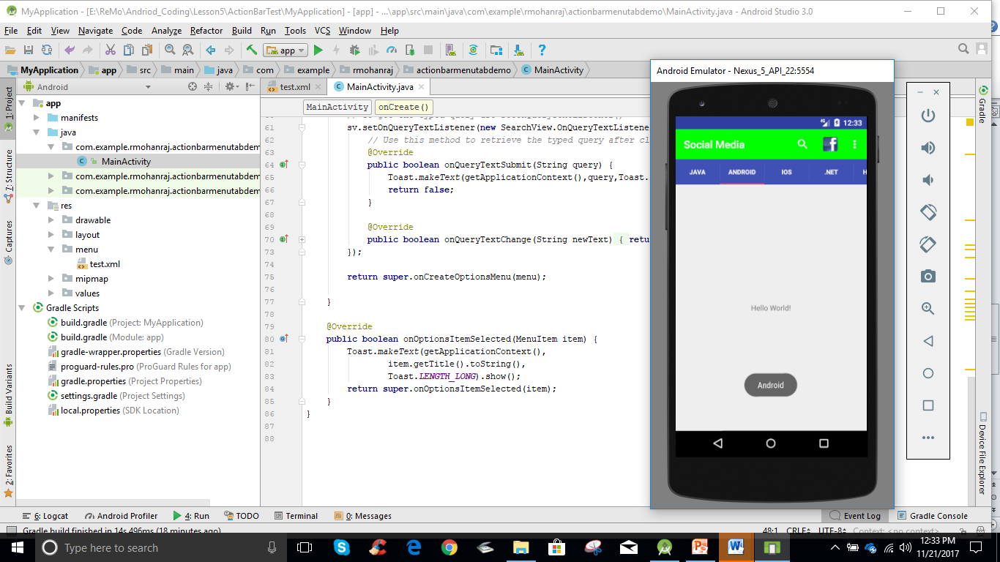 MyApplication - [E:\ReMo\Andriod_Coding\Lesson5\ActionBarTest\MyApplication] - [app] - ...\app\src\main\java\com\example\rmohanraj\actionbarmenutabdemo\MainActivity.java - Android Studio 3.0
File Edit View Navigate Code Analyze Refactor Build Run Tools VCS Window Help
app
MyApplication app src main java com example rmohanraj actionbarmenutabdemo MainActivity
Android
test.xml MainActivity.java
MainActivity onCreate()
1: Project
7: Structure
Captures
Build Variants
2: Favorites
app
manifests
java
com.example.rmohanraj.actionbarmenutabdem
MainActivity
com.example.rmohanraj.actionbarmenutabdem
com.example.rmohanraj.actionbarmenutabdem
res
drawable
layout
menu
test.xml
mipmap
values
Gradle Scripts
build.gradle (Project: MyApplication)
build.gradle (Module: app)
gradle-wrapper.properties (Gradle Version)
proguard-rules.pro (ProGuard Rules for app)
gradle.properties (Project Properties)
settings.gradle (Project Settings)
local.properties (SDK Location)
61 sv.setOnQueryTextListener(new SearchView.OnQueryTextListene
62 // Use this method to retrieve the typed query after cl
63 @Override
64 public boolean onQueryTextSubmit(String query) {
65 Toast.makeText(getApplicationContext(),query,Toast.
66 return false;
67 }
68
69 @Override
70 public boolean onQueryTextChange(String newText) { retu
73 });
74
75 return super.onCreateOptionsMenu(menu);
76
77 }
78
79 @Override
80 public boolean onOptionsItemSelected(MenuItem item) {
81 Toast.makeText(getApplicationContext(),
82 item.getTitle().toString(),
83 Toast.LENGTH_LONG).show();
84 return super.onOptionsItemSelected(item);
85 }
86 }
87
88
Android Emulator - Nexus_5_API_22:5554
4G 12:33
Social Media
JAVA ANDROID IOS .NET H
Hello World!
Android
Gradle
Device File Explorer
6: Logcat Android Profiler 4: Run TODO Terminal 0: Messages Event Log Gradle Console
Gradle build finished in 14s 496ms (18 minutes ago) 48:1 CRLF UTF-8 Context: <no context>
Type here to search
12:33 PM
11/21/2017